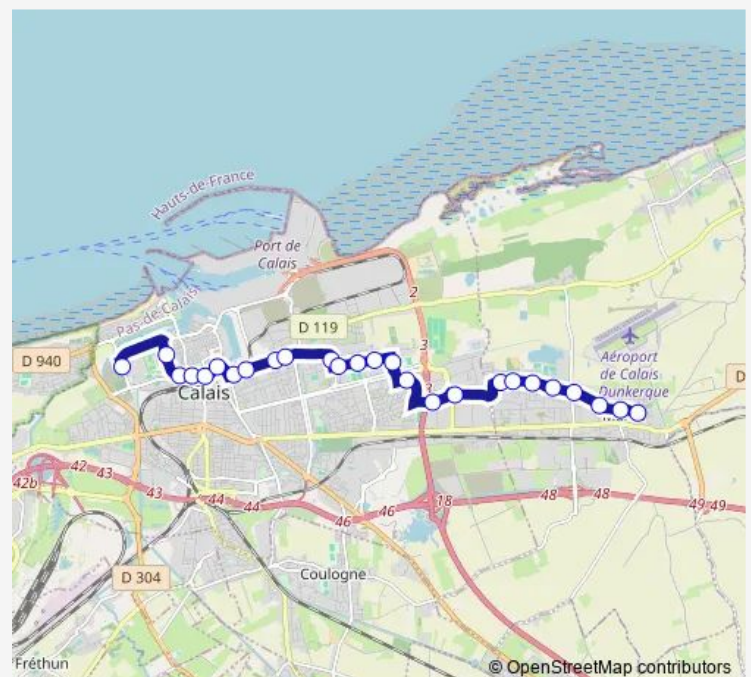 Hauts-de-France
Port de
Calais
Pas-de-Calais
2
D 119
3
D 940
Aéroport
de Calais
Dunkerque
3
D
Calais
42
43
42b
43
44
44
46
46
18
48
48
49
49
D 304
Coulogne
Fréthun
© OpenStreetMap contributors